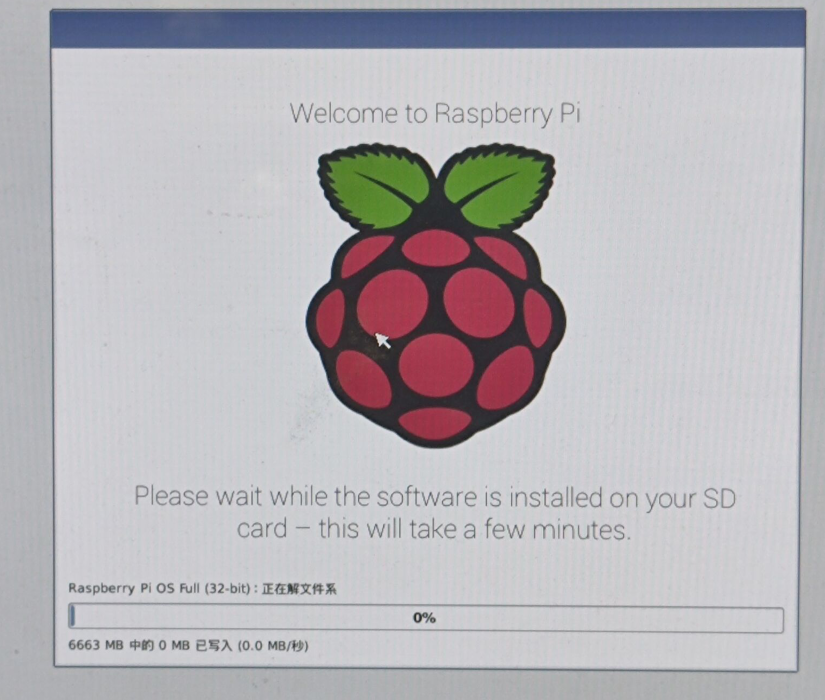 Welcome to Raspberry Pi
Please wait while the software is installed on your SD
card – this will take a few minutes.
Raspberry Pi OS Full (32-bit) : 正在解文件系
0%
6663 MB 中的 0 MB 已写入 (0.0 MB/秒)